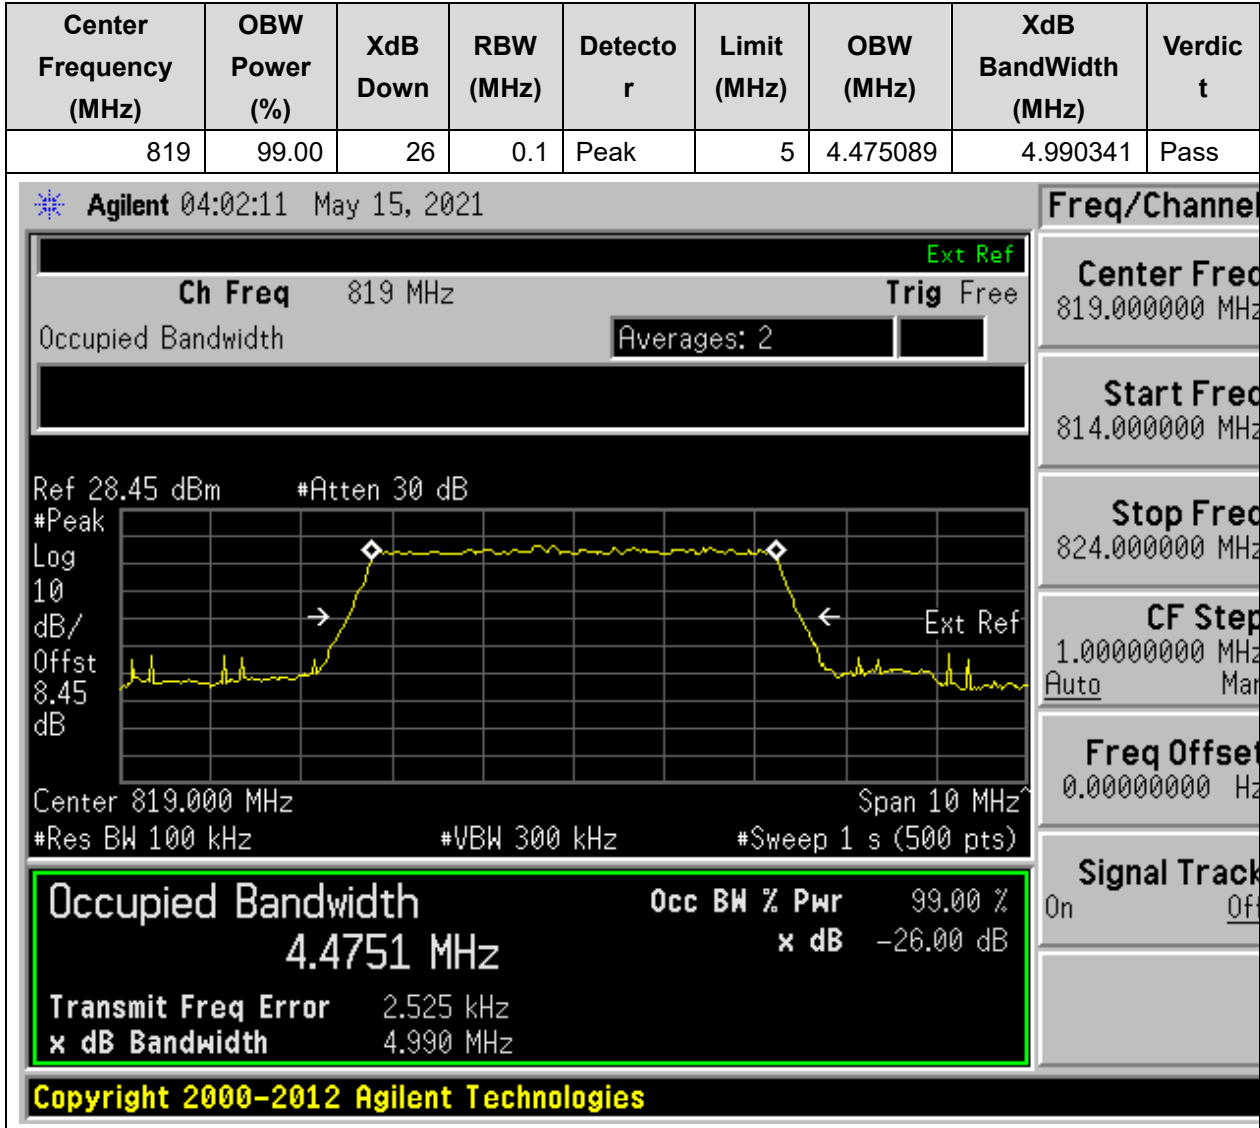 Center Frequency (MHz) OBW Power (%) XdB Down RBW (MHz) Detecto r Limit (MHz) OBW (MHz) XdB BandWidth (MHz) Verdic t
819 99.00 26 0.1 Peak 5 4.475089 4.990341 Pass
Agilent 04:02:11 May 15, 2021
Freq/Channel
Ext Ref
Ch Freq 819 MHz Trig Free
Occupied Bandwidth Averages: 2
Center Freq
819.000000 MHz
Start Freq
814.000000 MHz
Stop Freq
824.000000 MHz
CF Step
1.00000000 MHz
Auto Man
Freq Offset
0.00000000 Hz
Signal Track
On Off
Ref 28.45 dBm #Atten 30 dB
#Peak
Log
10
dB/
Offst
8.45
dB
Ext Ref
Center 819.000 MHz Span 10 MHz^
#Res BW 100 kHz #VBW 300 kHz #Sweep 1 s (500 pts)
Occupied Bandwidth
4.4751 MHz
Occ BW % Pwr 99.00 %
x dB -26.00 dB
Transmit Freq Error 2.525 kHz
x dB Bandwidth 4.990 MHz
Copyright 2000-2012 Agilent Technologies